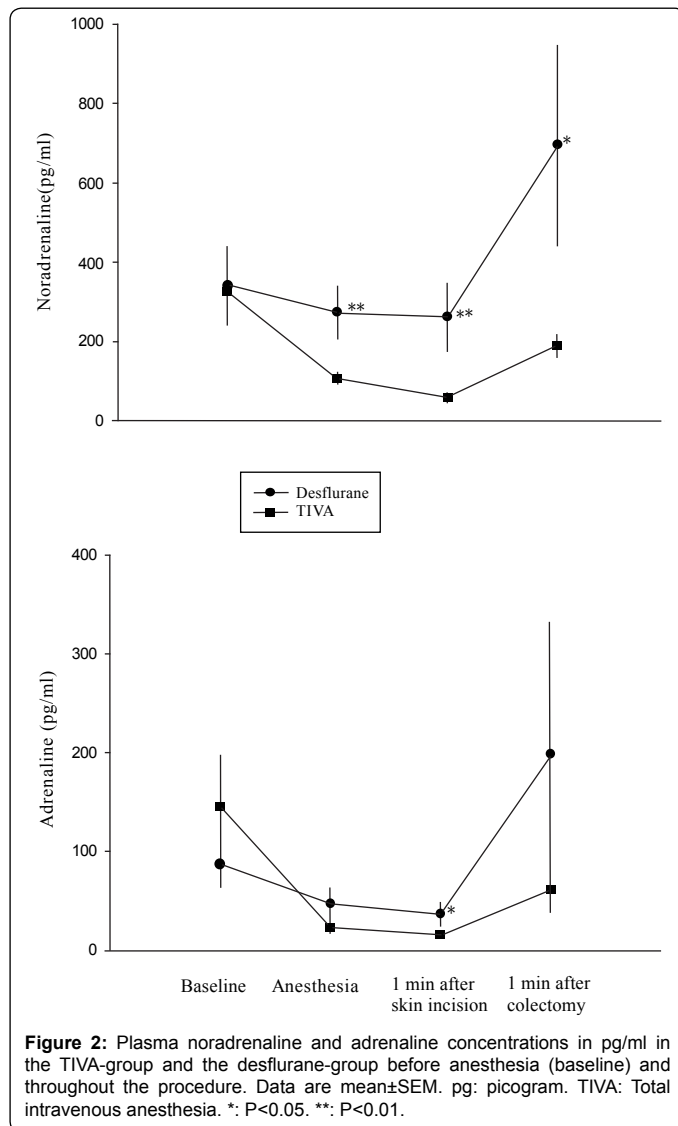 1000
800
600
400
200
0
Noradrenaline(pg/ml)
**
**
*
Desflurane
TIVA
400
300
200
100
0
Adrenaline (pg/ml)
*
Baseline
Anesthesia
1 min after
skin incision
1 min after
colectomy
Figure 2: Plasma noradrenaline and adrenaline concentrations in pg/ml in
the TIVA-group and the desflurane-group before anesthesia (baseline) and
throughout the procedure. Data are mean±SEM. pg: picogram. TIVA: Total
intravenous anesthesia. *: P<0.05. **: P<0.01.